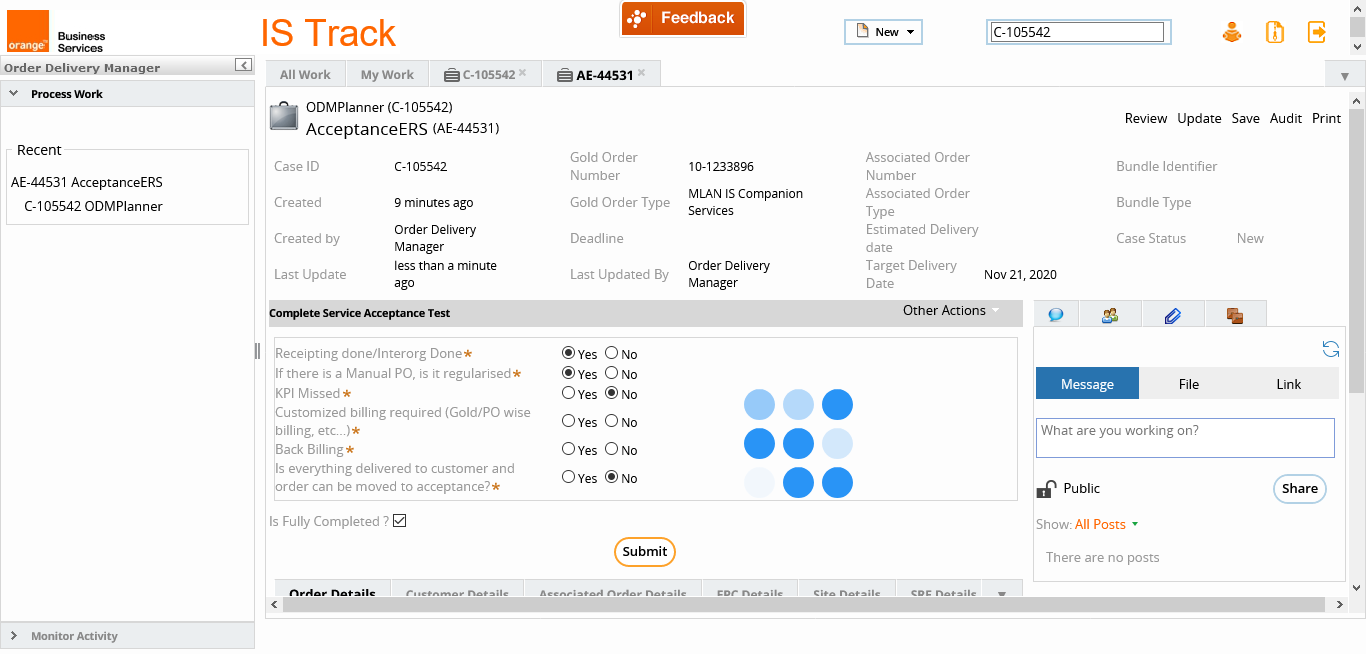 orange™
Business
Services
IS Track
Feedback
New
C-105542
Order Delivery Manager
Process Work
Recent
AE-44531 AcceptanceERS
C-105542 ODMPlanner
Monitor Activity
All Work
My Work
C-105542
AE-44531
ODMPlanner (C-105542)
AcceptanceERS (AE-44531)
Review Update Save Audit Print
Case ID C-105542 Gold Order Number 10-1233896 Associated Order Number Bundle Identifier
Created 9 minutes ago Gold Order Type MLAN IS Companion Services Associated Order Type Bundle Type
Created by Order Delivery Manager Deadline Estimated Delivery date Case Status New
Last Update less than a minute ago Last Updated By Order Delivery Manager Target Delivery Date Nov 21, 2020
Complete Service Acceptance Test Other Actions
Receipting done/Interorg Done* Yes No
If there is a Manual PO, is it regularised* Yes No
KPI Missed* Yes No
Customized billing required (Gold/PO wise
billing, etc...)* Yes No
Back Billing* Yes No
Is everything delivered to customer and
order can be moved to acceptance?* Yes No
Is Fully Completed ?
Submit
Order Details Customer Details Associated Order Details EPC Details Site Details SRF Details
Message File Link
What are you working on?
Public Share
Show: All Posts
There are no posts